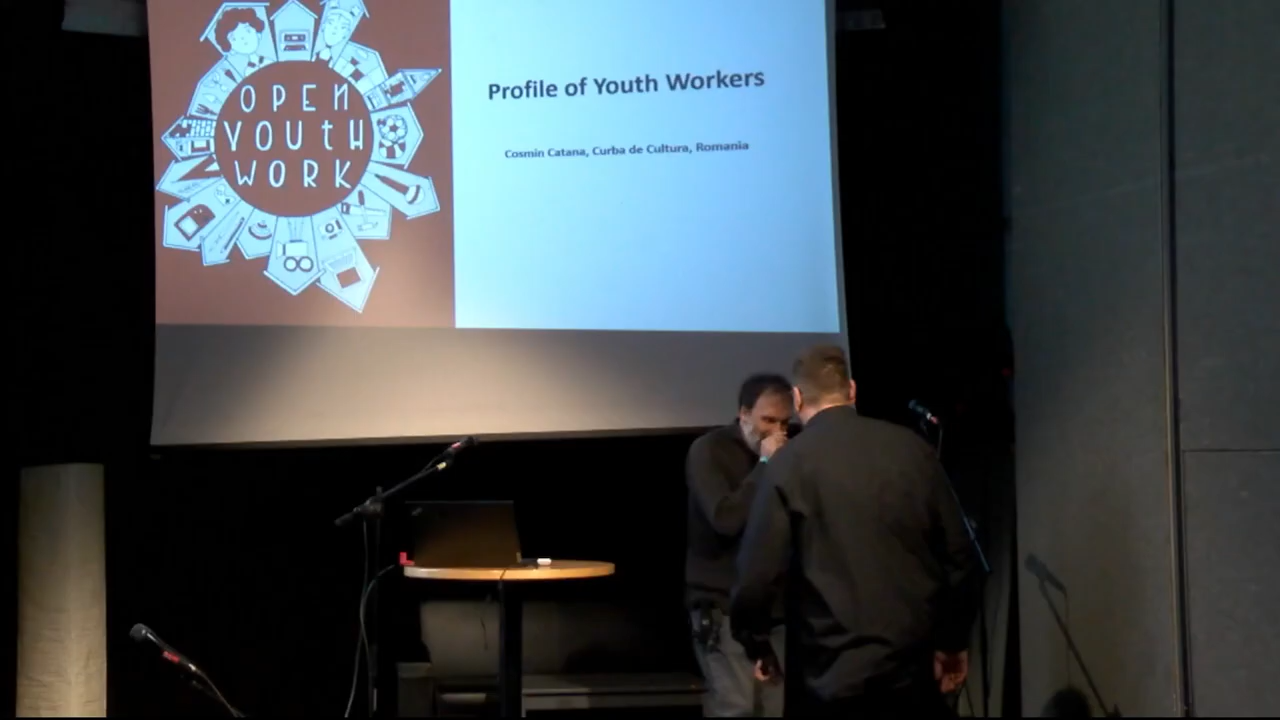 OPEN
YOUtH
WORK
Profile of Youth Workers
Cosmin Catana, Curba de Cultura, Romania